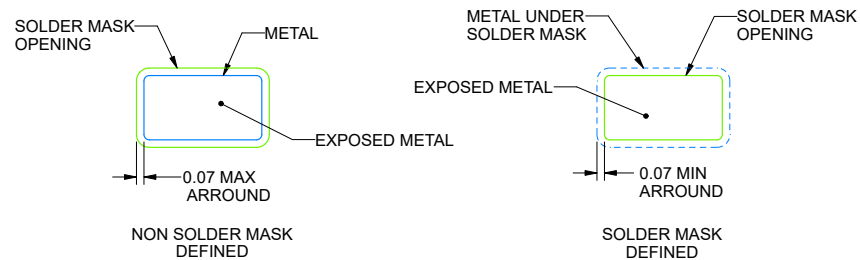 SOLDER MASK
OPENING
METAL
EXPOSED METAL
0.07 MAX
ARROUND
NON SOLDER MASK
DEFINED
METAL UNDER
SOLDER MASK
SOLDER MASK
OPENING
EXPOSED METAL
0.07 MIN
ARROUND
SOLDER MASK
DEFINED